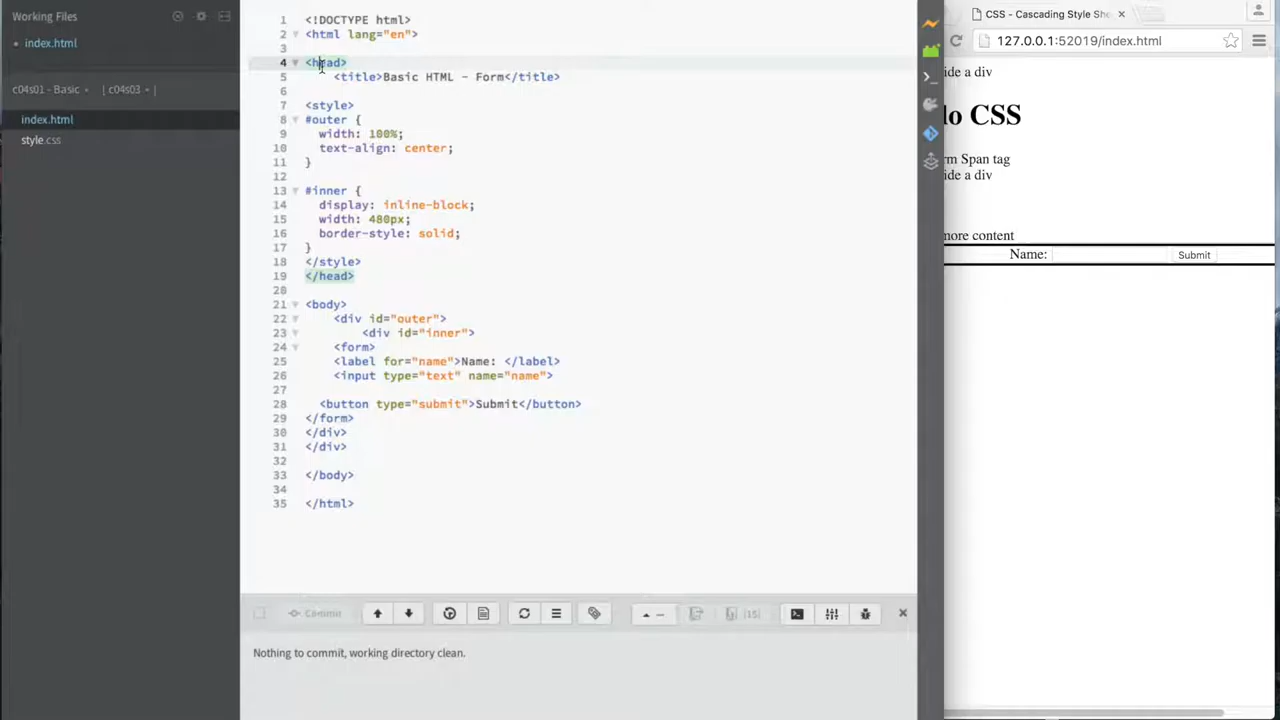 Working Files
index.html
c04s01 - Basic
[ c04s03 ]
index.html
style.css
1 <!DOCTYPE html>
2 <html lang="en">
3
4 <head>
5 <title>Basic HTML - Form</title>
6
7 <style>
8 #outer {
9 width: 100%;
10 text-align: center;
11 }
12
13 #inner {
14 display: inline-block;
15 width: 480px;
16 border-style: solid;
17 }
18 </style>
19 </head>
20
21 <body>
22 <div id="outer">
23 <div id="inner">
24 <form>
25 <label for="name">Name: </label>
26 <input type="text" name="name">
27
28 <button type="submit">Submit</button>
29 </form>
30 </div>
31 </div>
32
33 </body>
34
35 </html>
Commit
[15]
Nothing to commit, working directory clean.
CSS - Cascading Style She
127.0.0.1:52019/index.html
ide a div
lo CSS
rm Span tag
ide a div
more content
Name: Submit